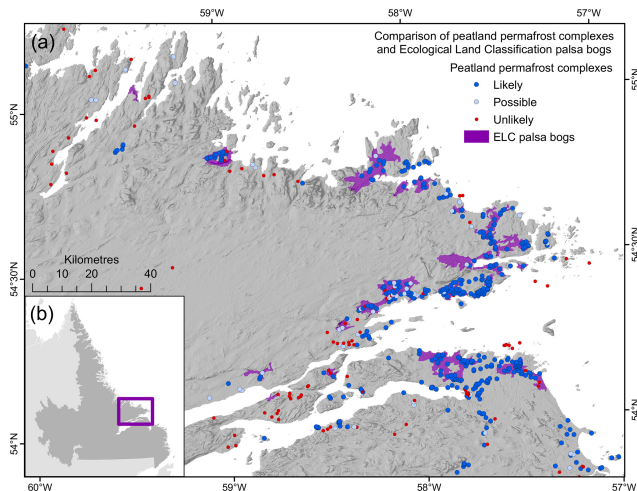 59°W
58°W
57°W
(a)
Comparison of peatland permafrost complexes
and Ecological Land Classification palsa bogs
Peatland permafrost complexes
Likely
Possible
Unlikely
ELC palsa bogs
55°N
55°N
54°30'N
54°30'N
Kilometres
0 10 20 40
(b)
54°N
54°N
60°W
59°W
58°W
57°W